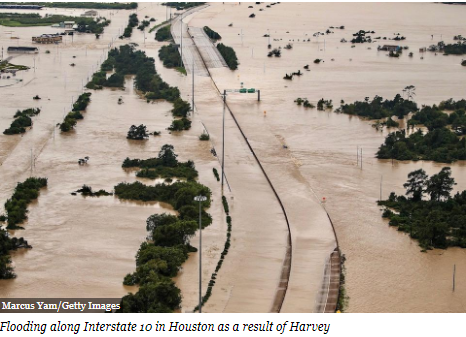 Marcus Yam/Getty Images
Flooding along Interstate 10 in Houston as a result of Harvey